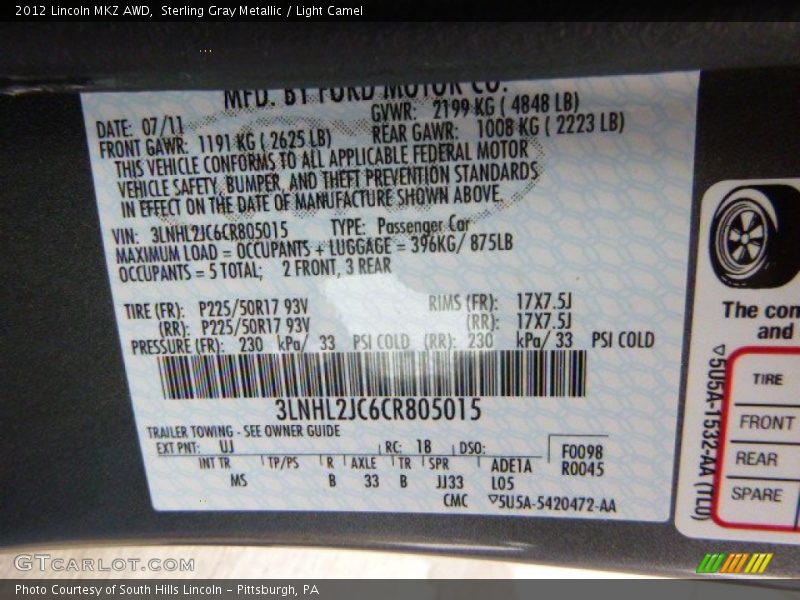 2012 Lincoln MKZ AWD, Sterling Gray Metallic / Light Camel
MFD. BY FORD MOTOR CO.
DATE: 07/11 GVWR: 2199 KG ( 4848 LB)
FRONT GAWR: 1191 KG ( 2625 LB) REAR GAWR: 1008 KG ( 2223 LB)
THIS VEHICLE CONFORMS TO ALL APPLICABLE FEDERAL MOTOR
VEHICLE SAFETY, BUMPER, AND THEFT PREVENTION STANDARDS
IN EFFECT ON THE DATE OF MANUFACTURE SHOWN ABOVE.
VIN: 3LNHL2JC6CR805015 TYPE: Passenger Car
MAXIMUM LOAD = OCCUPANTS + LUGGAGE = 396KG/ 875LB
OCCUPANTS = 5 TOTAL; 2 FRONT, 3 REAR
TIRE (FR): P225/50R17 93V RIMS (FR): 17X7.5J
(RR): P225/50R17 93V (RR): 17X7.5J
PRESSURE (FR): 230 kPa/ 33 PSI COLD (RR): 230 kPa/ 33 PSI COLD
3LNHL2JC6CR805015
TRAILER TOWING - SEE OWNER GUIDE
EXT PNT: UJ RC: 18 DSO: F0098
R0045
INT TR TP/PS R AXLE TR SPR ADETA
MS B 33 B JJ33 L05
CMC ▽5U5A-5420472-AA
The con
and
▽5U5A-1532-AA (TLU)
TIRE
FRONT
REAR
SPARE
GTCARLOT.COM
Photo Courtesy of South Hills Lincoln - Pittsburgh, PA